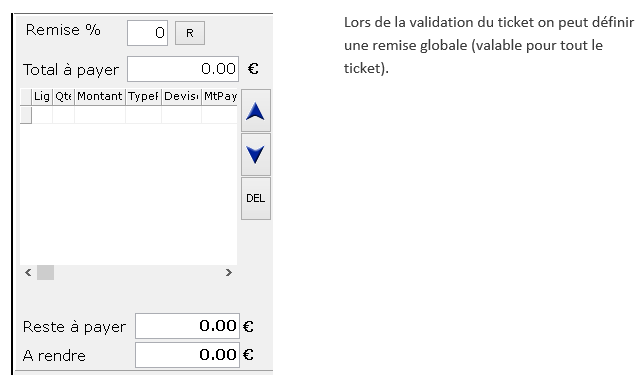 Remise % 0 R
Total à payer 0.00 €
Lig Qte Montant TypeF Devise MtPay
DEL
Reste à payer 0.00 €
A rendre 0.00 €
Lors de la validation du ticket on peut définir
une remise globale (valable pour tout le
ticket).